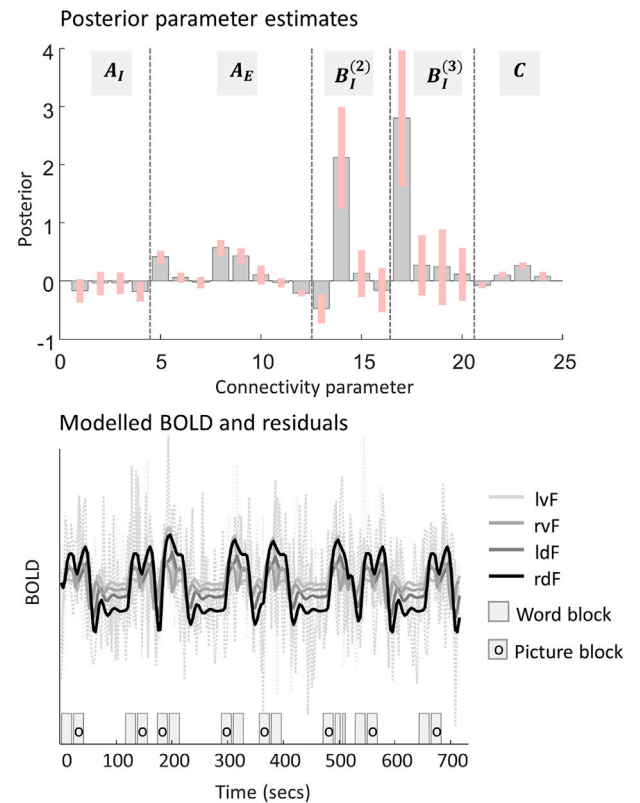 Posterior parameter estimates
4
3
2
1
0
-1
Posterior
A_I
A_E
B_I^(2)
B_I^(3)
C
0 5 10 15 20 25
Connectivity parameter
Modelled BOLD and residuals
BOLD
lvF
rvF
ldF
rdF
Word block
o Picture block
o o o o o o o o o
0 100 200 300 400 500 600 700
Time (secs)